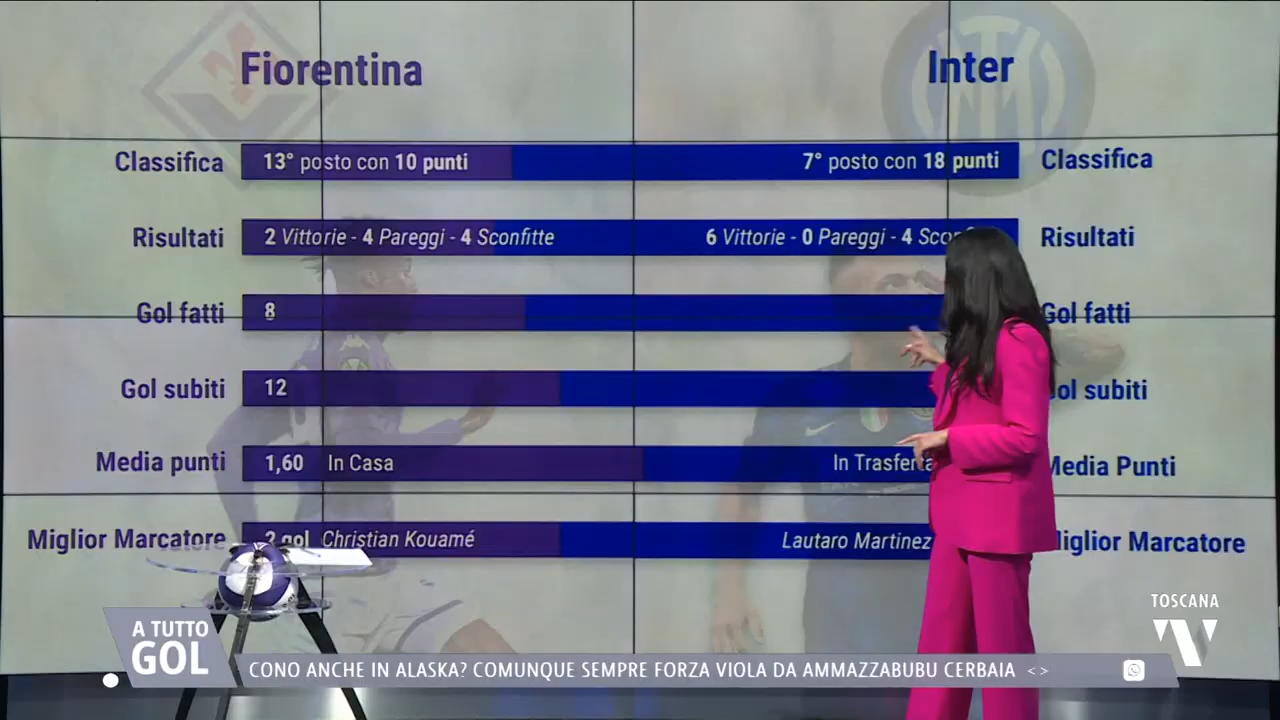 Fiorentina
Inter
Classifica 13° posto con 10 punti 7° posto con 18 punti Classifica
Risultati 2 Vittorie - 4 Pareggi - 4 Sconfitte 6 Vittorie - 0 Pareggi - 4 Risultati
Gol fatti 8 Gol fatti
Gol subiti 12 Gol subiti
Media punti 1,60 In Casa In Trasferta Media Punti
Miglior Marcatore 2 gol Christian Kouamé Lautaro Martinez Miglior Marcatore
TOSCANA
TV
A TUTTO
GOL
CONO ANCHE IN ALASKA? COMUNQUE SEMPRE FORZA VIOLA DA AMMAZZABUBU CERBAIA <>